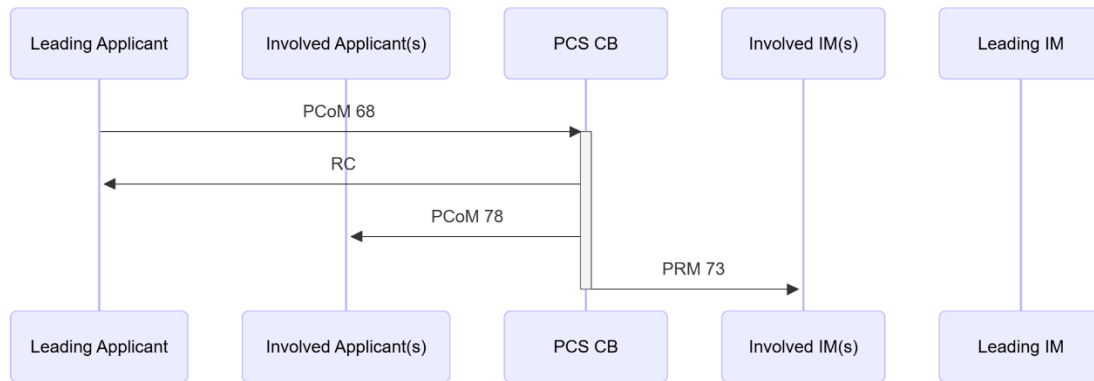 Leading Applicant
Involved Applicant(s)
PCS CB
Involved IM(s)
Leading IM
PCoM 68
RC
PCoM 78
PRM 73
Leading Applicant
Involved Applicant(s)
PCS CB
Involved IM(s)
Leading IM